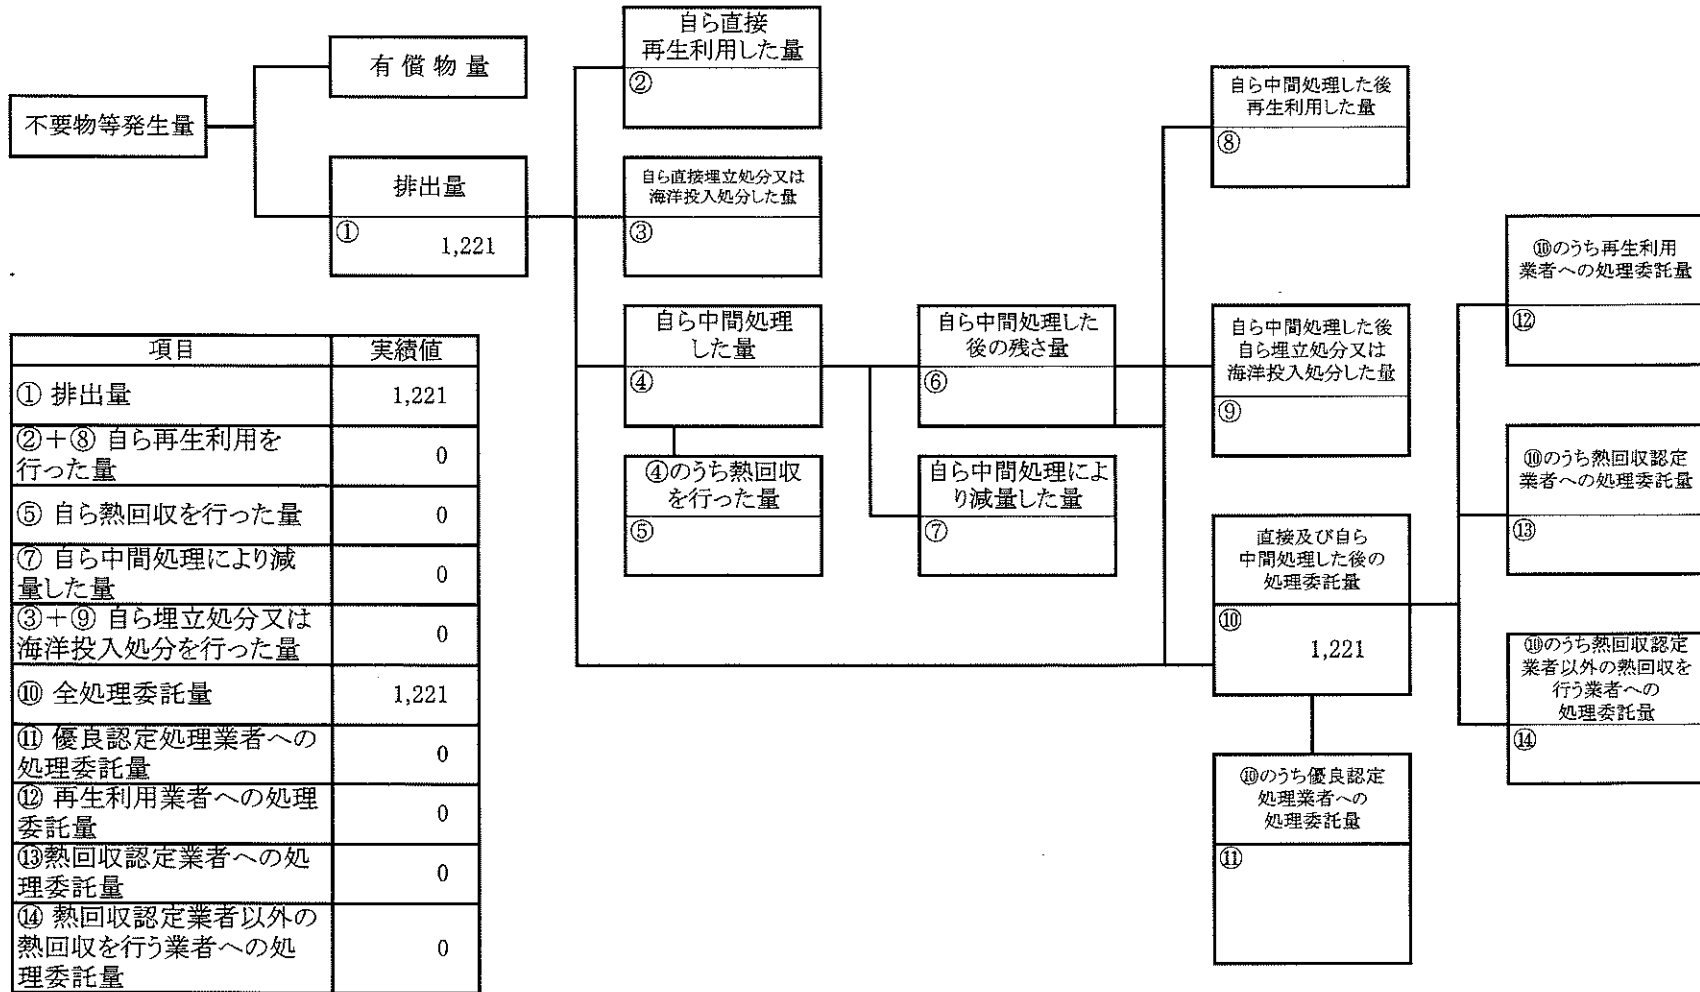 不要物等発生量
有償物量
排出量
①
1,221
自ら直接
再生利用した量
②
自ら直接埋立処分又は
海洋投入処分した量
③
自ら中間処理
した量
④
④のうち熱回収
を行った量
⑤
自ら中間処理した
後の残さ量
⑥
自ら中間処理によ
り減量した量
⑦
自ら中間処理した後
再生利用した量
⑧
自ら中間処理した後
自ら埋立処分又は
海洋投入処分した量
⑨
直接及び自ら
中間処理した後の
処理委託量
⑩
1,221
⑩のうち優良認定
処理業者への
処理委託量
⑪
⑩のうち再生利用
業者への処理委託量
⑫
⑩のうち熱回収認定
業者への処理委託量
⑬
⑩のうち熱回収認定
業者以外の熱回収を
行う業者への
処理委託量
⑭
項目 実績値
① 排出量 1,221
②+⑧ 自ら再生利用を
行った量 0
⑤ 自ら熱回収を行った量 0
⑦ 自ら中間処理により減
量した量 0
③+⑨ 自ら埋立処分又は
海洋投入処分を行った量 0
⑩ 全処理委託量 1,221
⑪ 優良認定処理業者への
処理委託量 0
⑫ 再生利用業者への処理
委託量 0
⑬熱回収認定業者への処
理委託量 0
⑭ 熱回収認定業者以外の
熱回収を行う業者への処
理委託量 0